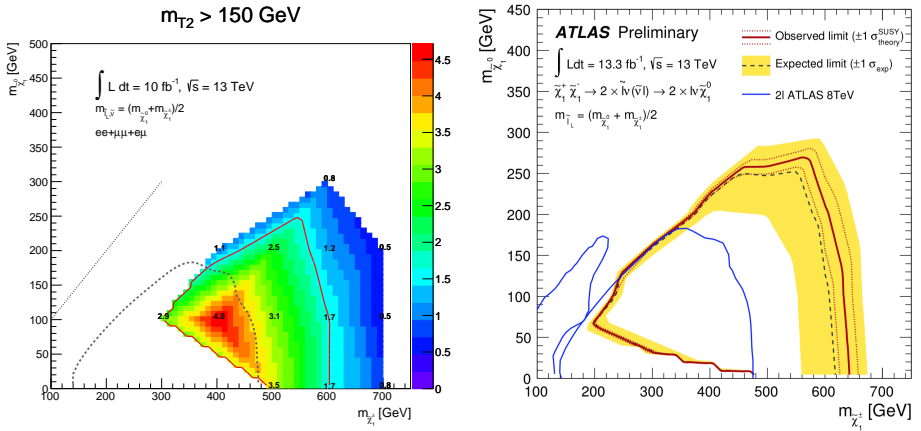 m_T2 > 150 GeV
m_χ̃₁⁰ [GeV]
500
450
400
350
300
250
200
150
100
50
0
∫ L dt = 10 fb⁻¹, √s = 13 TeV
m_l̃,ν̃ = (m_χ̃₁⁰+m_χ̃₁±)/2
ee+μμ+eμ
0.8
1.1 2.5 1.2 0.5
2.9 4.8 3.1 1.7 0.5
3.5 1.7 0.8
100 200 300 400 500 600 700
m_χ̃₁± [GeV]
4.5
4
3.5
3
2.5
2
1.5
1
0.5
0
m_χ̃₁⁰ [GeV]
450
400
350
300
250
200
150
100
50
0
ATLAS Preliminary
∫ Ldt = 13.3 fb⁻¹, √s = 13 TeV
χ̃₁⁺ χ̃₁⁻ → 2 × l̃ν(ν̃l) → 2 × lνχ̃₁⁰
m_l̃_L = (m_χ̃₁⁰ + m_χ̃₁±)/2
Observed limit (±1 σ^SUSY_theory)
Expected limit (±1 σ_exp)
2l ATLAS 8TeV
100 200 300 400 500 600 700
m_χ̃₁± [GeV]